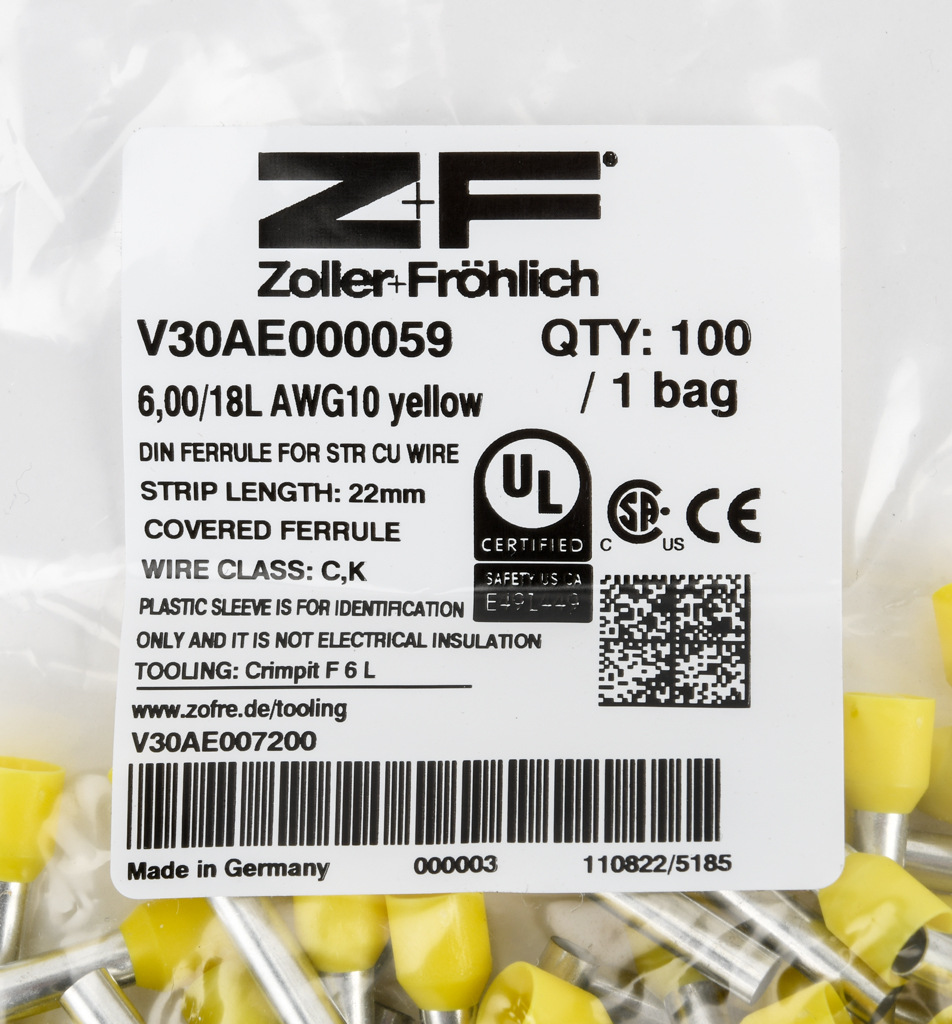 Z+F®
Zoller+Fröhlich
V30AE000059
QTY: 100
/ 1 bag
6,00/18L AWG10 yellow
DIN FERRULE FOR STR CU WIRE
STRIP LENGTH: 22mm
COVERED FERRULE
WIRE CLASS: C,K
PLASTIC SLEEVE IS FOR IDENTIFICATION
ONLY AND IT IS NOT ELECTRICAL INSULATION
TOOLING: Crimpit F 6 L
www.zofre.de/tooling
V30AE007200
UL
CERTIFIED
SAFETY US CA
C SA US
CE
Made in Germany 000003 110822/5185